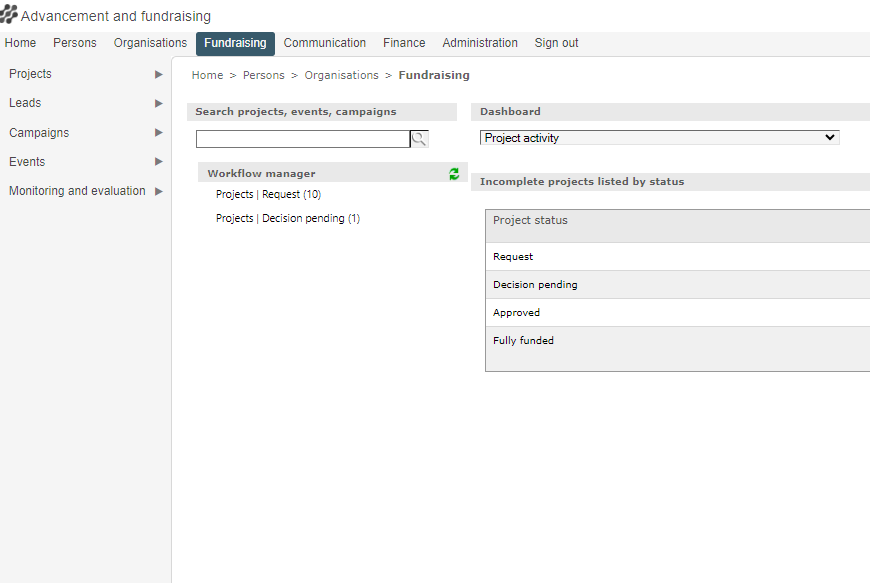 Advancement and fundraising
Home Persons Organisations Fundraising Communication Finance Administration Sign out
Projects
Leads
Campaigns
Events
Monitoring and evaluation
Home > Persons > Organisations > Fundraising
Search projects, events, campaigns
Workflow manager
Projects | Request (10)
Projects | Decision pending (1)
Dashboard
Project activity
Incomplete projects listed by status
Project status
Request
Decision pending
Approved
Fully funded